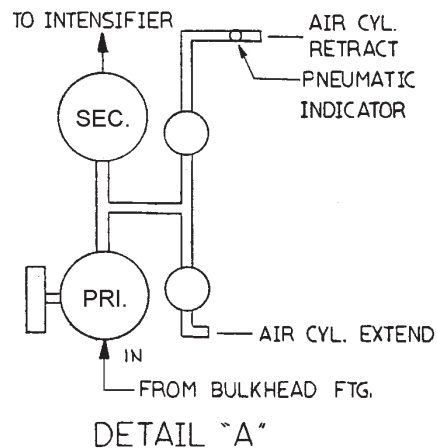 TO INTENSIFIER
AIR CYL.
RETRACT
PNEUMATIC
INDICATOR
SEC.
PRI.
AIR CYL. EXTEND
IN
FROM BULKHEAD FTG.
DETAIL "A"